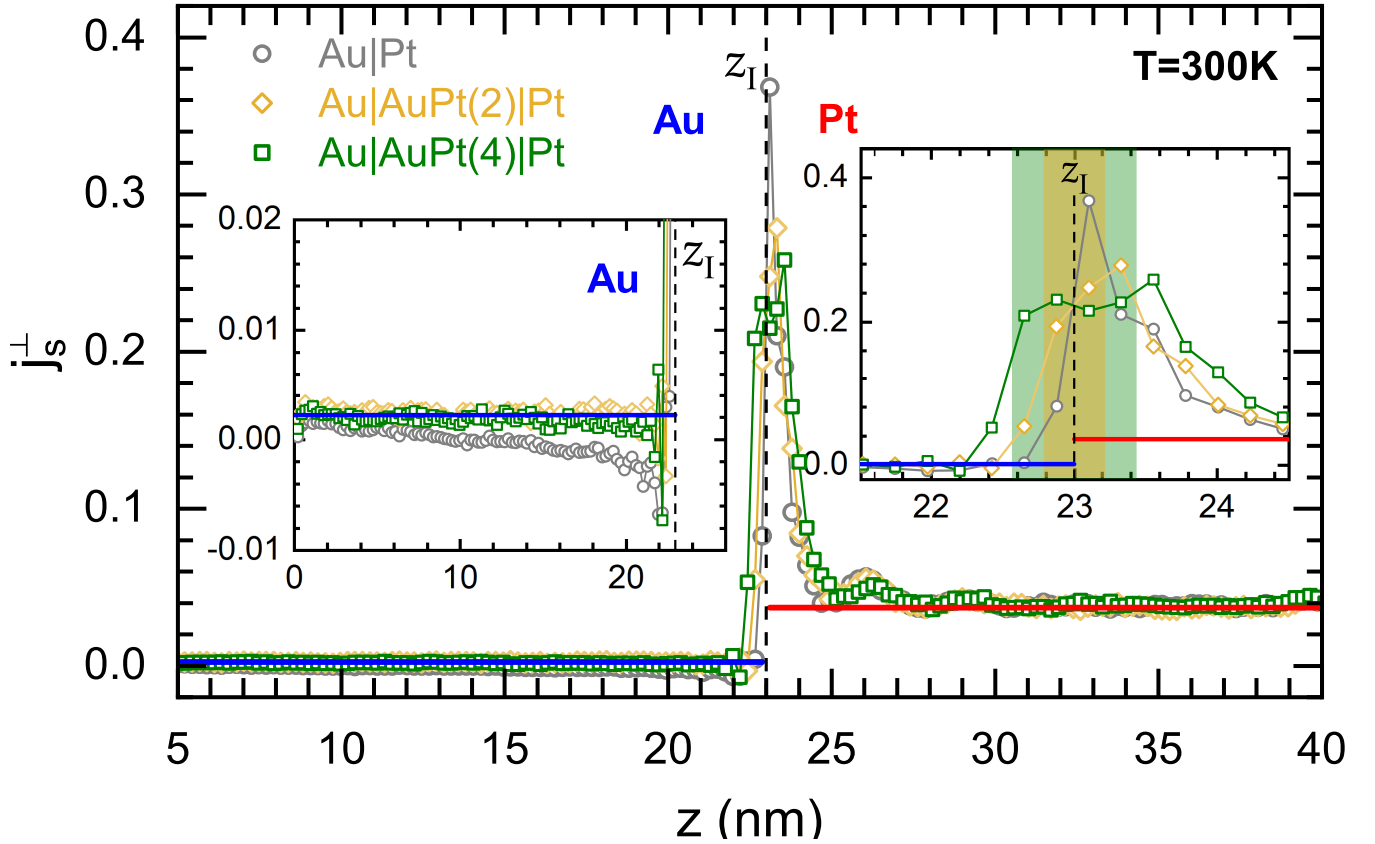 0.4
0.3
0.2
0.1
0.0
j_s^⊥
Au|Pt
Au|AuPt(2)|Pt
Au|AuPt(4)|Pt
z_I
T=300K
Au
Pt
0.02
0.01
0.00
-0.01
Au
z_I
0 10 20
0.4
0.2
0.0
z_I
22 23 24
5 10 15 20 25 30 35 40
z (nm)